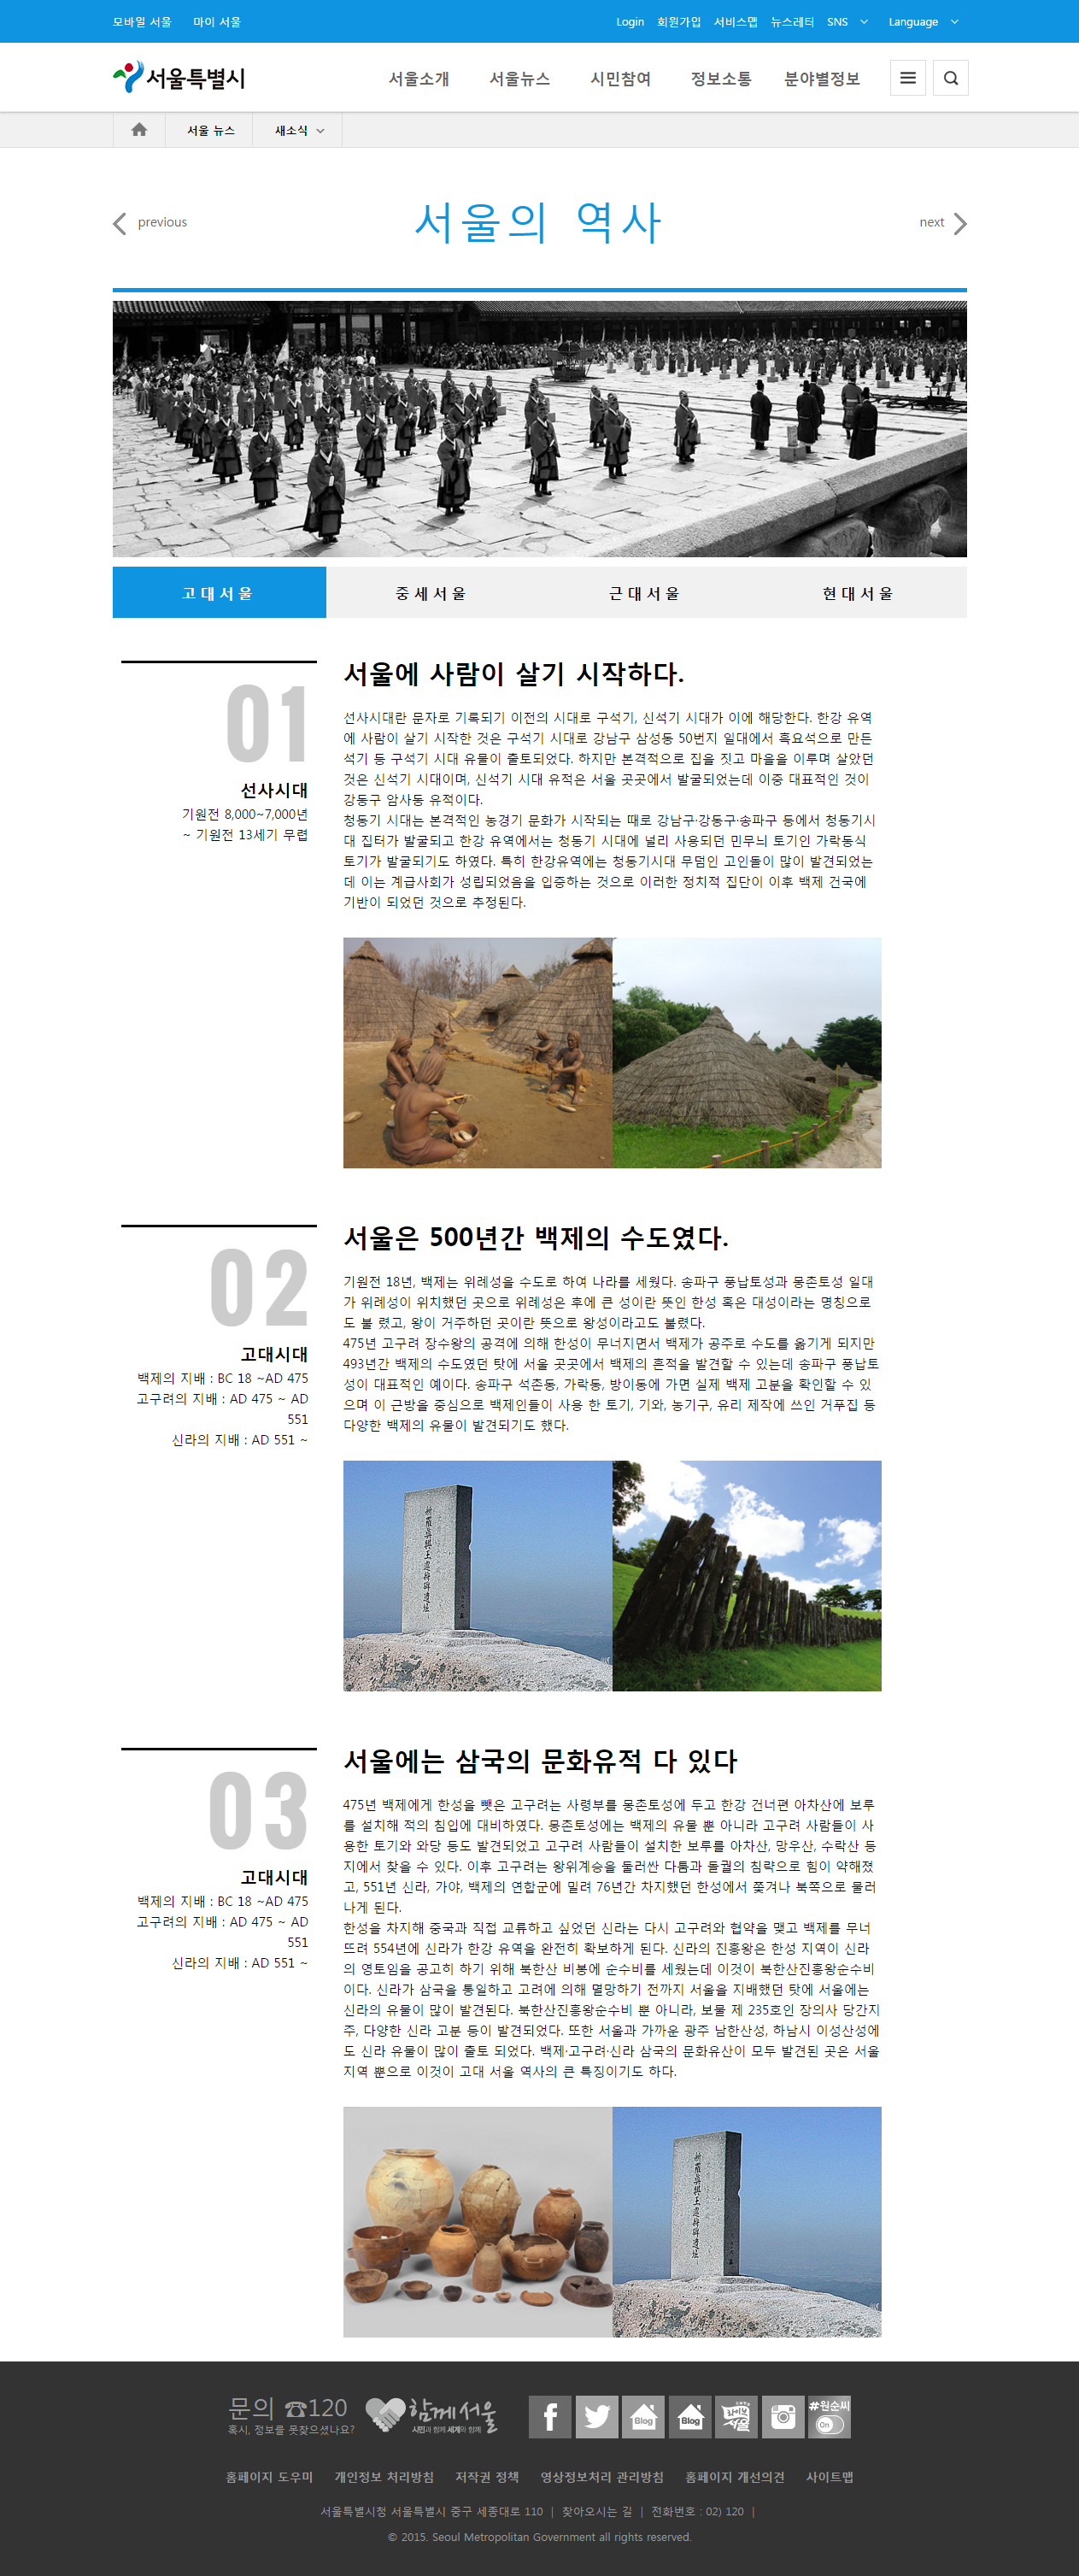 모바일 서울 마이 서울 Login 회원가입 서비스맵 뉴스레터 SNS Language
서울특별시 서울소개 서울뉴스 시민참여 정보소통 분야별정보
서울 뉴스 새소식
previous 서울의 역사 next
고대서울 중세서울 근대서울 현대서울
01
선사시대
기원전 8,000~7,000년
~ 기원전 13세기 무렵
서울에 사람이 살기 시작하다.
선사시대란 문자로 기록되기 이전의 시대로 구석기, 신석기 시대가 이에 해당한다. 한강 유역
에 사람이 살기 시작한 것은 구석기 시대로 강남구 삼성동 50번지 일대에서 흑요석으로 만든
석기 등 구석기 시대 유물이 출토되었다. 하지만 본격적으로 집을 짓고 마을을 이루며 살았던
것은 신석기 시대이며, 신석기 시대 유적은 서울 곳곳에서 발굴되었는데 이중 대표적인 것이
강동구 암사동 유적이다.
청동기 시대는 본격적인 농경기 문화가 시작되는 때로 강남구·강동구·송파구 등에서 청동기시
대 집터가 발굴되고 한강 유역에서는 청동기 시대에 널리 사용되던 민무늬 토기인 가락동식
토기가 발굴되기도 하였다. 특히 한강유역에는 청동기시대 무덤인 고인돌이 많이 발견되었는
데 이는 계급사회가 성립되었음을 입증하는 것으로 이러한 정치적 집단이 이후 백제 건국에
기반이 되었던 것으로 추정된다.
02
고대시대
백제의 지배 : BC 18 ~AD 475
고구려의 지배 : AD 475 ~ AD
551
신라의 지배 : AD 551 ~
서울은 500년간 백제의 수도였다.
기원전 18년, 백제는 위례성을 수도로 하여 나라를 세웠다. 송파구 풍납토성과 몽촌토성 일대
가 위례성이 위치했던 곳으로 위례성은 후에 큰 성이란 뜻인 한성 혹은 대성이라는 명칭으로
도 불 렸고, 왕이 거주하던 곳이란 뜻으로 왕성이라고도 불렸다.
475년 고구려 장수왕의 공격에 의해 한성이 무너지면서 백제가 공주로 수도를 옮기게 되지만
493년간 백제의 수도였던 탓에 서울 곳곳에서 백제의 흔적을 발견할 수 있는데 송파구 풍납토
성이 대표적인 예이다. 송파구 석촌동, 가락동, 방이동에 가면 실제 백제 고분을 확인할 수 있
으며 이 근방을 중심으로 백제인들이 사용 한 토기, 기와, 농기구, 유리 제작에 쓰인 거푸집 등
다양한 백제의 유물이 발견되기도 했다.
03
고대시대
백제의 지배 : BC 18 ~AD 475
고구려의 지배 : AD 475 ~ AD
551
신라의 지배 : AD 551 ~
서울에는 삼국의 문화유적 다 있다
475년 백제에게 한성을 뺏은 고구려는 사령부를 몽촌토성에 두고 한강 건너편 아차산에 보루
를 설치해 적의 침입에 대비하였다. 몽촌토성에는 백제의 유물 뿐 아니라 고구려 사람들이 사
용한 토기와 와당 등도 발견되었고 고구려 사람들이 설치한 보루를 아차산, 망우산, 수락산 등
지에서 찾을 수 있다. 이후 고구려는 왕위계승을 둘러싼 다툼과 돌궐의 침략으로 힘이 약해졌
고, 551년 신라, 가야, 백제의 연합군에 밀려 76년간 차지했던 한성에서 쫓겨나 북쪽으로 물러
나게 된다.
한성을 차지해 중국과 직접 교류하고 싶었던 신라는 다시 고구려와 협약을 맺고 백제를 무너
뜨려 554년에 신라가 한강 유역을 완전히 확보하게 된다. 신라의 진흥왕은 한성 지역이 신라
의 영토임을 공고히 하기 위해 북한산 비봉에 순수비를 세웠는데 이것이 북한산진흥왕순수비
이다. 신라가 삼국을 통일하고 고려에 의해 멸망하기 전까지 서울을 지배했던 탓에 서울에는
신라의 유물이 많이 발견된다. 북한산진흥왕순수비 뿐 아니라, 보물 제 235호인 장의사 당간지
주, 다양한 신라 고분 등이 발견되었다. 또한 서울과 가까운 광주 남한산성, 하남시 이성산성에
도 신라 유물이 많이 출토 되었다. 백제·고구려·신라 삼국의 문화유산이 모두 발견된 곳은 서울
지역 뿐으로 이것이 고대 서울 역사의 큰 특징이기도 하다.
문의 ☎120
혹시, 정보를 못찾으셨나요?
함께서울
시민과 함께 세계와 함께
Blog Blog 라이브서울 #원순씨 On
홈페이지 도우미 개인정보 처리방침 저작권 정책 영상정보처리 관리방침 홈페이지 개선의견 사이트맵
서울특별시청 서울특별시 중구 세종대로 110 | 찾아오시는 길 | 전화번호 : 02) 120 |
© 2015. Seoul Metropolitan Government all rights reserved.